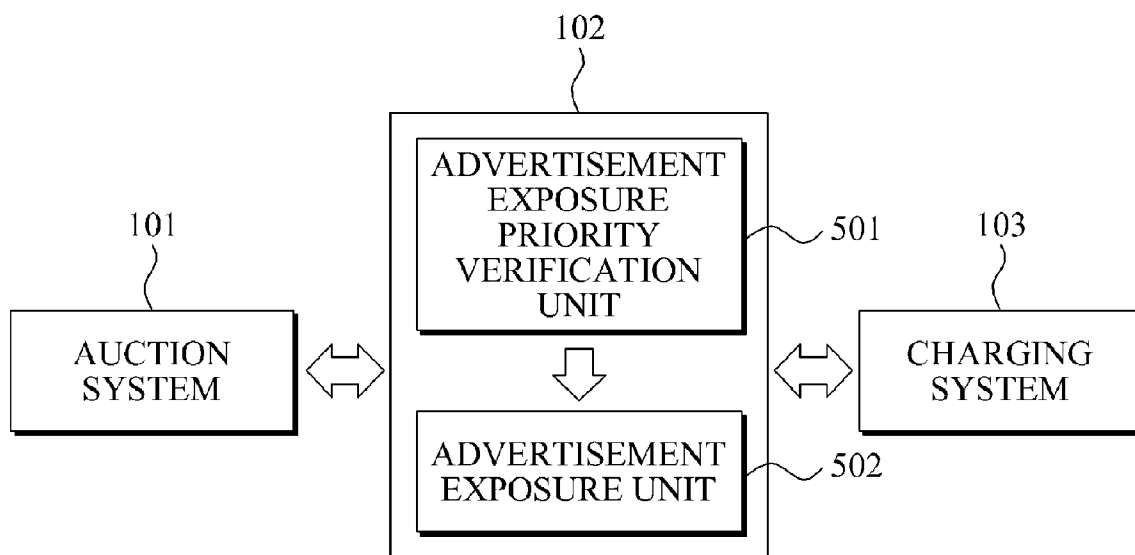 102
ADVERTISEMENT
EXPOSURE
PRIORITY
VERIFICATION
UNIT
501
101
103
AUCTION
SYSTEM
CHARGING
SYSTEM
ADVERTISEMENT
EXPOSURE UNIT
502